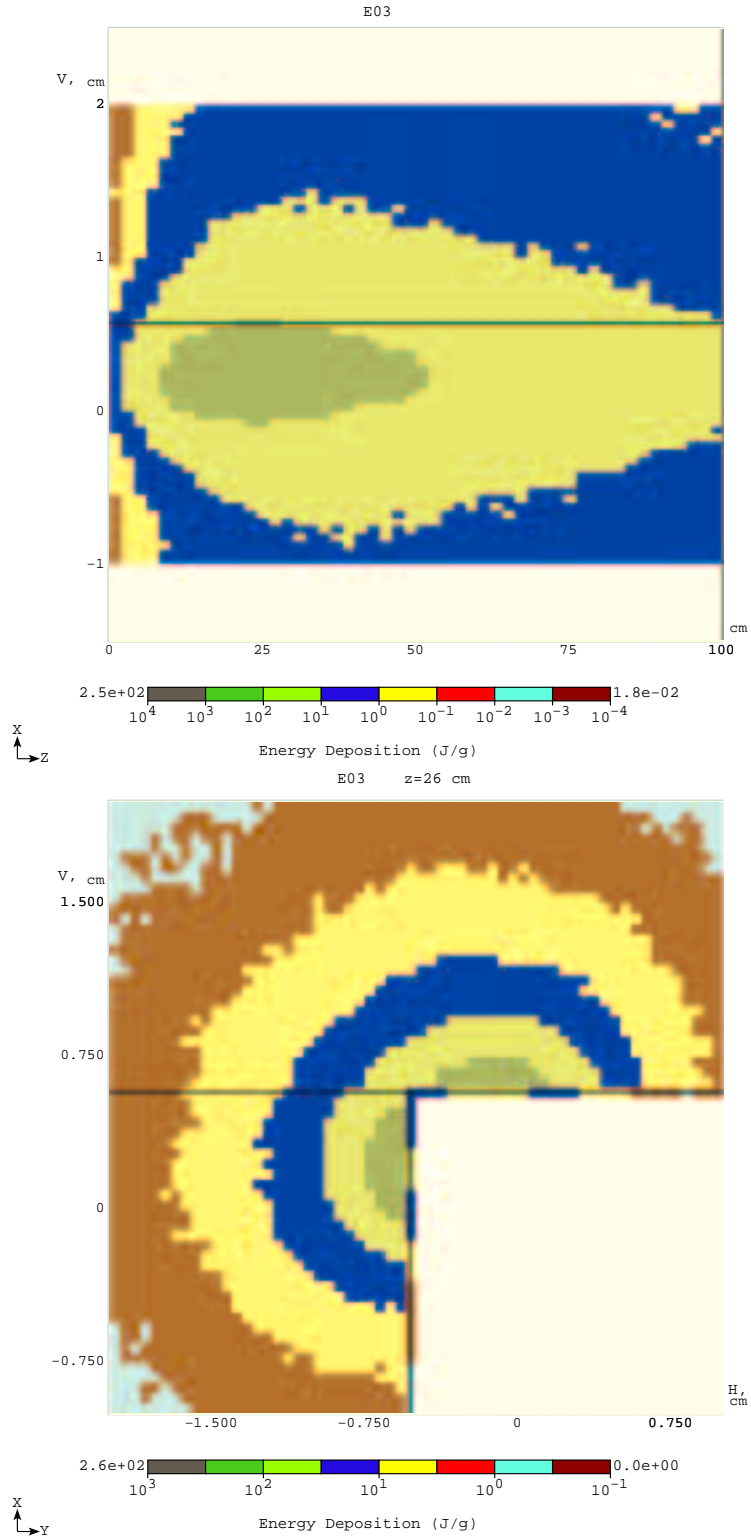 E03
V, cm
2
1
0
−1
cm
0 25 50 75 100
2.5e+02 1.8e−02
10^4 10^3 10^2 10^1 10^0 10^−1 10^−2 10^−3 10^−4
X
Z
Energy Deposition (J/g)
E03 z=26 cm
V, cm
1.500
0.750
0
−0.750
H, cm
−1.500 −0.750 0 0.750
2.6e+02 0.0e+00
10^3 10^2 10^1 10^0 10^−1
X
Y
Energy Deposition (J/g)